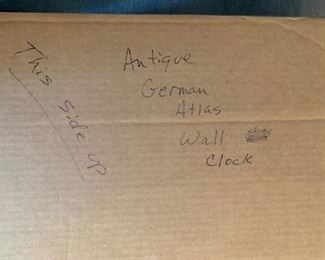 This side up
Antique
German
Atlas
Wall
Clock